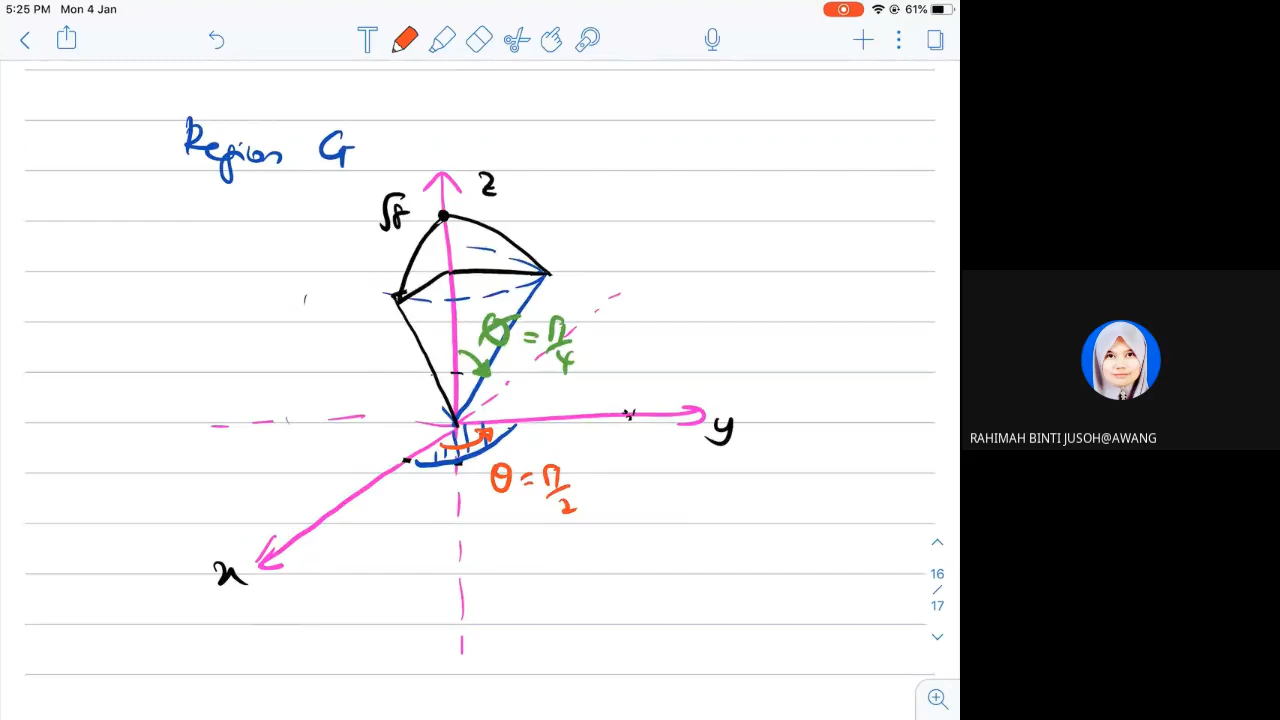 5:25 PM Mon 4 Jan
61%
Region G
z
√8
Ø = π/4
y
θ = π/2
x
16
/
17
RAHIMAH BINTI JUSOH@AWANG